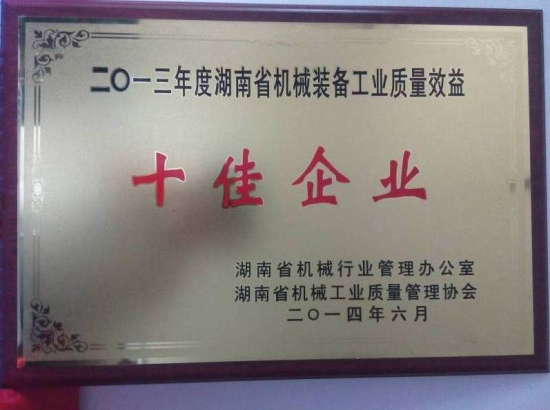 二〇一三年度湖南省机械装备工业质量效益
十佳企业
湖南省机械行业管理办公室
湖南省机械工业质量管理协会
二〇一四年六月